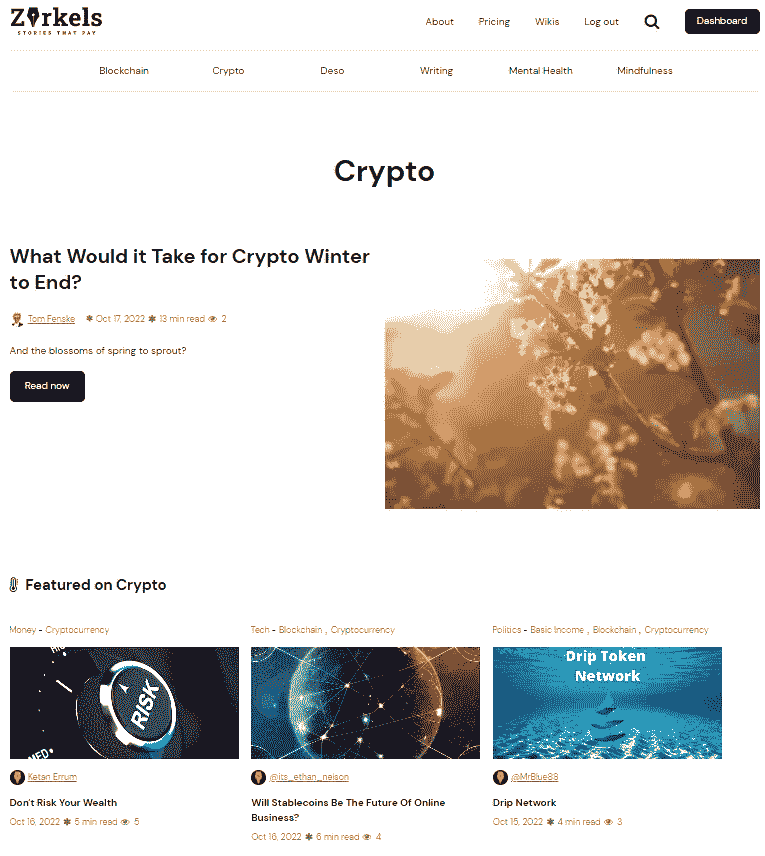 Zorkels
STORIES THAT PAY
About Pricing Wikis Log out Dashboard
Blockchain Crypto Deso Writing Mental Health Mindfulness
Crypto
What Would it Take for Crypto Winter
to End?
Tom Fenske ✱ Oct 17, 2022 ✱ 13 min read 2
And the blossoms of spring to sprout?
Read now
Featured on Crypto
Money - Cryptocurrency
RISK
Ketan Errum
Don't Risk Your Wealth
Oct 16, 2022 ✱ 5 min read 5
Tech - Blockchain , Cryptocurrency
@its_ethan_nelson
Will Stablecoins Be The Future Of Online
Business?
Oct 16, 2022 ✱ 6 min read 4
Politics - Basic Income , Blockchain , Cryptocurrency
Drip Token
Network
@MrBlue88
Drip Network
Oct 15, 2022 ✱ 4 min read 3